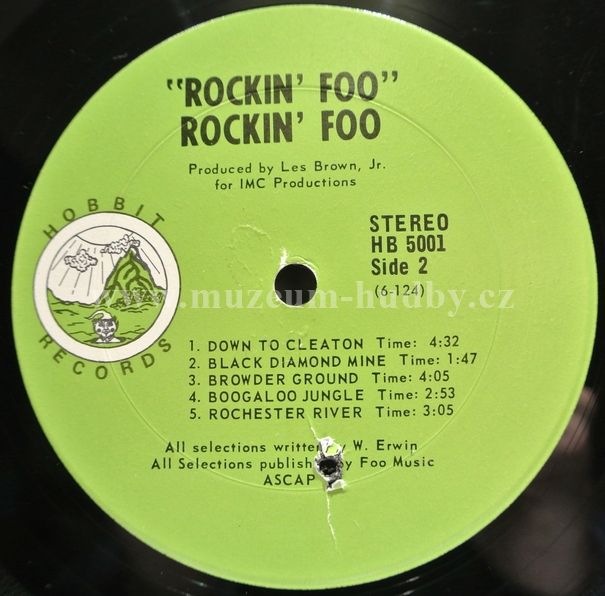 "ROCKIN' FOO"
ROCKIN' FOO
Produced by Les Brown, Jr.
for IMC Productions
HOBBIT
RECORDS
STEREO
HB 5001
Side 2
(6-124)
www.muzeum-hudby.cz
1. DOWN TO CLEATON Time: 4:32
2. BLACK DIAMOND MINE Time: 1:47
3. BROWDER GROUND Time: 4:05
4. BOOGALOO JUNGLE Time: 2:53
5. ROCHESTER RIVER Time: 3:05
All selections written by W. Erwin
All Selections published by Foo Music
ASCAP